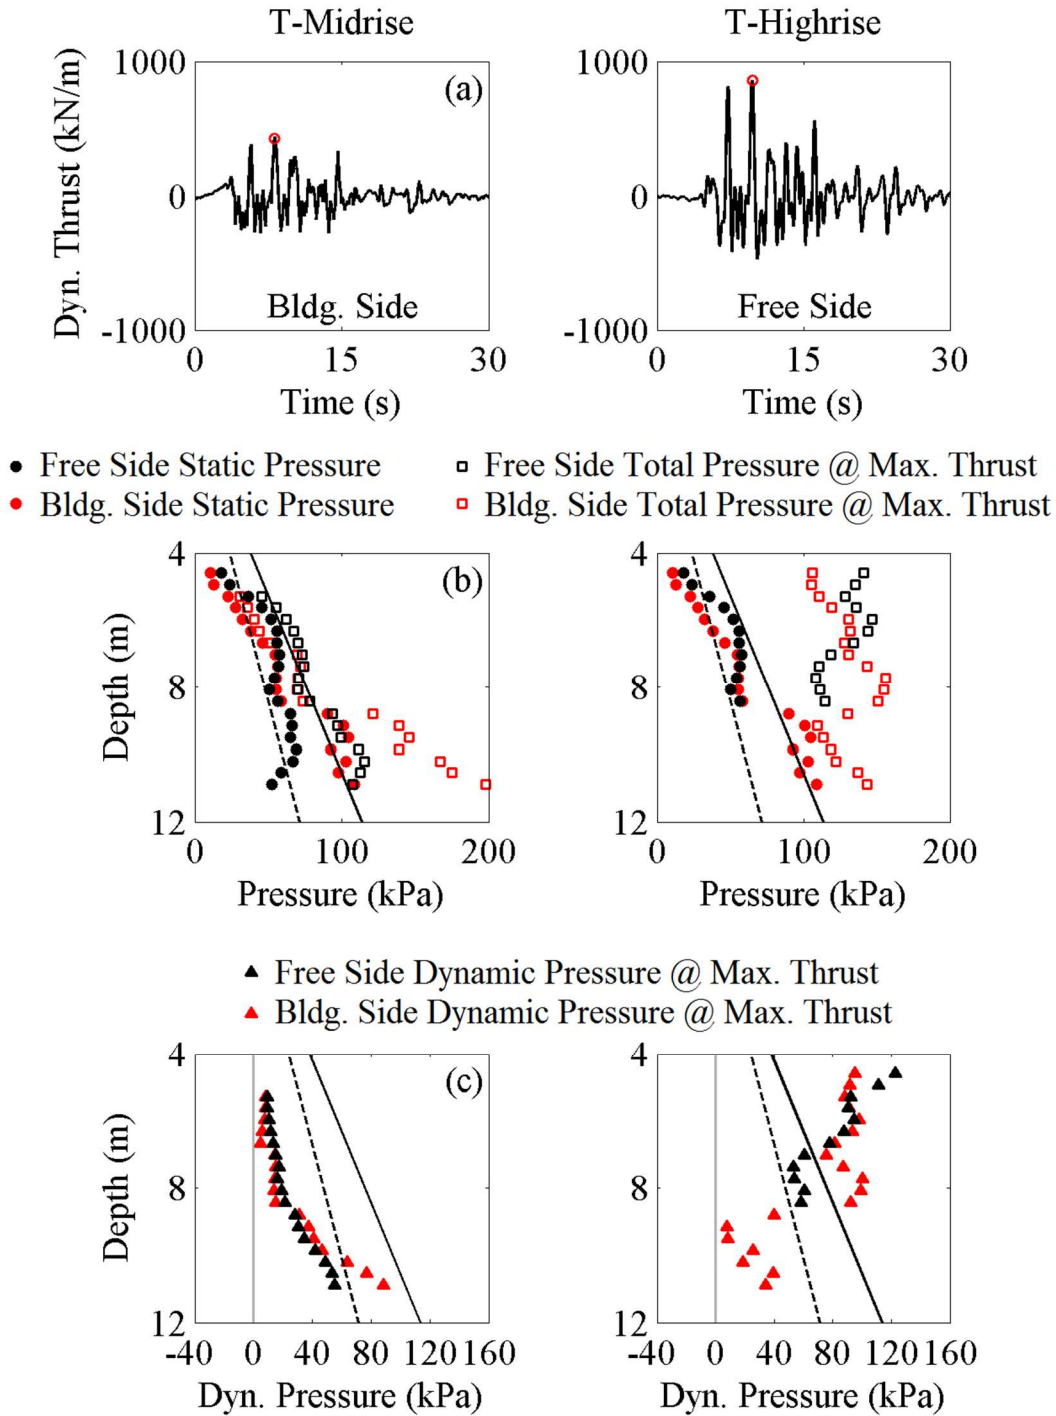 T-Midrise T-Highrise
Dyn. Thrust (kN/m)
1000 (a) 1000
0 0
-1000 Bldg. Side -1000 Free Side
0 15 30 0 15 30
Time (s) Time (s)
Free Side Static Pressure Free Side Total Pressure @ Max. Thrust
Bldg. Side Static Pressure Bldg. Side Total Pressure @ Max. Thrust
Depth (m)
4 (b) 4
8 8
12 12
0 100 200 0 100 200
Pressure (kPa) Pressure (kPa)
Free Side Dynamic Pressure @ Max. Thrust
Bldg. Side Dynamic Pressure @ Max. Thrust
Depth (m)
4 (c) 4
8 8
12 12
-40 0 40 80 120 160 -40 0 40 80 120 160
Dyn. Pressure (kPa) Dyn. Pressure (kPa)